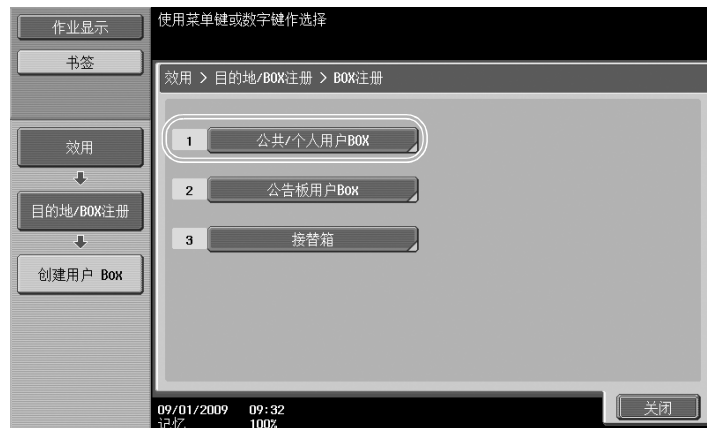 作业显示
书签
使用菜单键或数字键作选择
效用 > 目的地/BOX注册 > BOX注册
1 公共/个人用户BOX
2 公告板用户Box
3 接替箱
效用
目的地/BOX注册
创建用户 Box
09/01/2009 09:32
记忆 100%
关闭